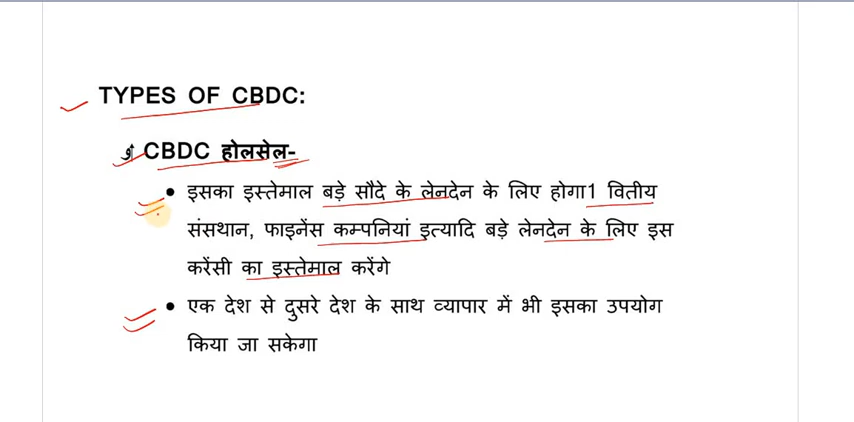 TYPES OF CBDC:
CBDC होलसेल-
• इसका इस्तेमाल बड़े सौदे के लेनदेन के लिए होगा1 वितीय
संसथान, फाइनेंस कम्पनियां इत्यादि बड़े लेनदेन के लिए इस
करेंसी का इस्तेमाल करेंगे
• एक देश से दुसरे देश के साथ व्यापार में भी इसका उपयोग
किया जा सकेगा